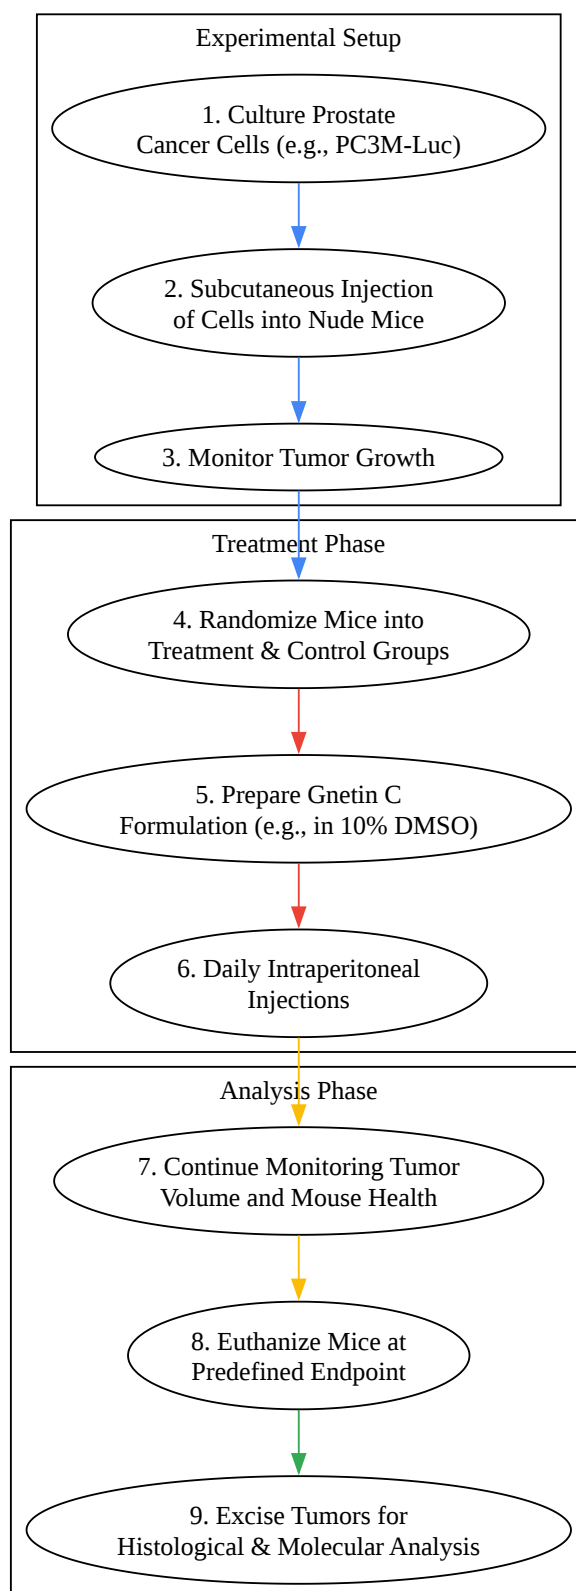 Experimental Setup
1. Culture Prostate
Cancer Cells (e.g., PC3M-Luc)
2. Subcutaneous Injection
of Cells into Nude Mice
3. Monitor Tumor Growth
Treatment Phase
4. Randomize Mice into
Treatment & Control Groups
5. Prepare Gnetin C
Formulation (e.g., in 10% DMSO)
6. Daily Intraperitoneal
Injections
Analysis Phase
7. Continue Monitoring Tumor
Volume and Mouse Health
8. Euthanize Mice at
Predefined Endpoint
9. Excise Tumors for
Histological & Molecular Analysis